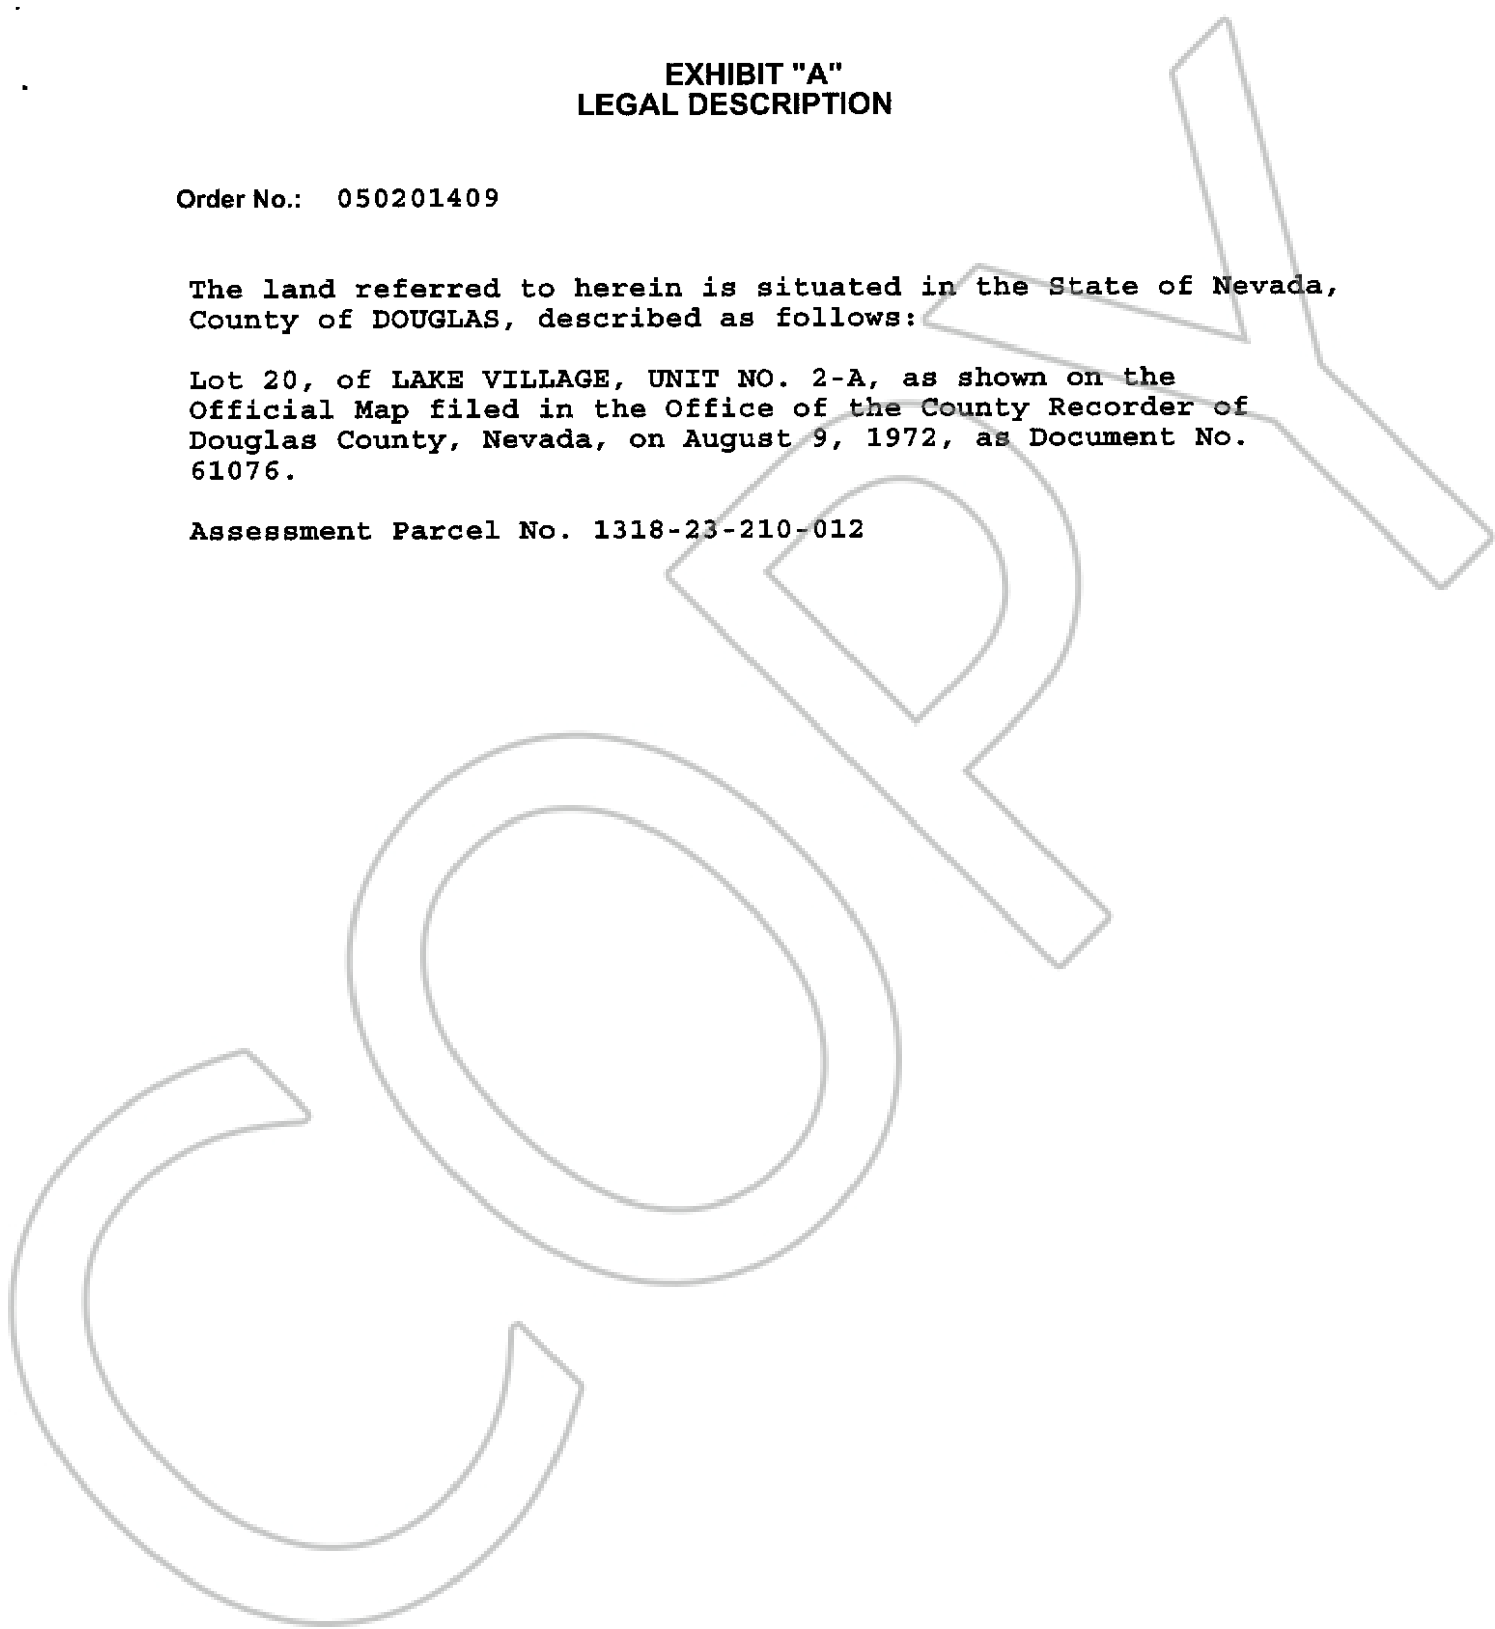 EXHIBIT "A"
LEGAL DESCRIPTION
Order No.: 050201409
The land referred to herein is situated in the State of Nevada,
County of DOUGLAS, described as follows:
Lot 20, of LAKE VILLAGE, UNIT NO. 2-A, as shown on the
Official Map filed in the Office of the County Recorder of
Douglas County, Nevada, on August 9, 1972, as Document No.
61076.
Assessment Parcel No. 1318-23-210-012
COPY